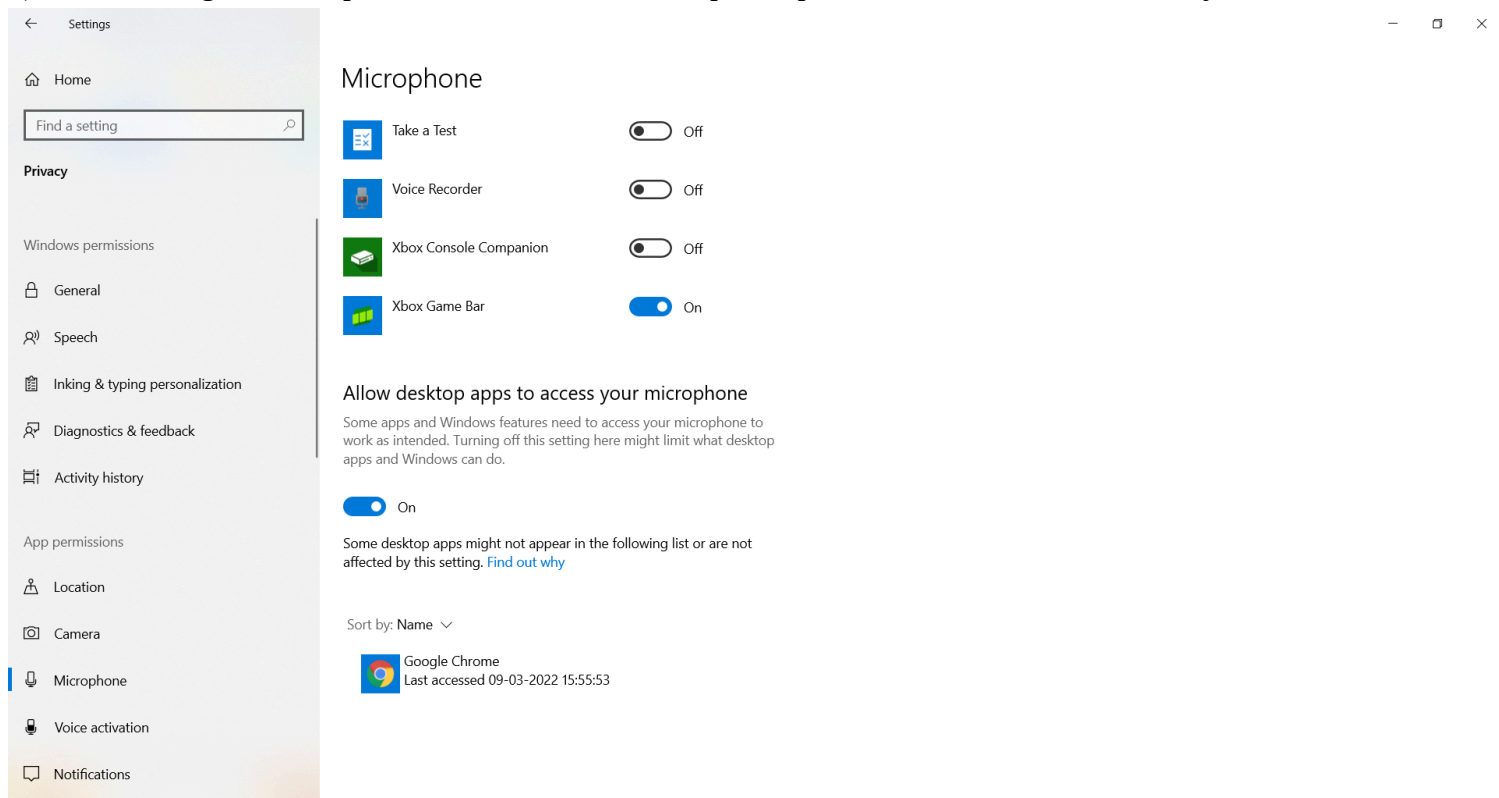 Settings
Home
Find a setting
Privacy
Windows permissions
General
Speech
Inking & typing personalization
Diagnostics & feedback
Activity history
App permissions
Location
Camera
Microphone
Voice activation
Notifications
Microphone
Take a Test Off
Voice Recorder Off
Xbox Console Companion Off
Xbox Game Bar On
Allow desktop apps to access your microphone
Some apps and Windows features need to access your microphone to
work as intended. Turning off this setting here might limit what desktop
apps and Windows can do.
On
Some desktop apps might not appear in the following list or are not
affected by this setting. Find out why
Sort by: Name
Google Chrome
Last accessed 09-03-2022 15:55:53